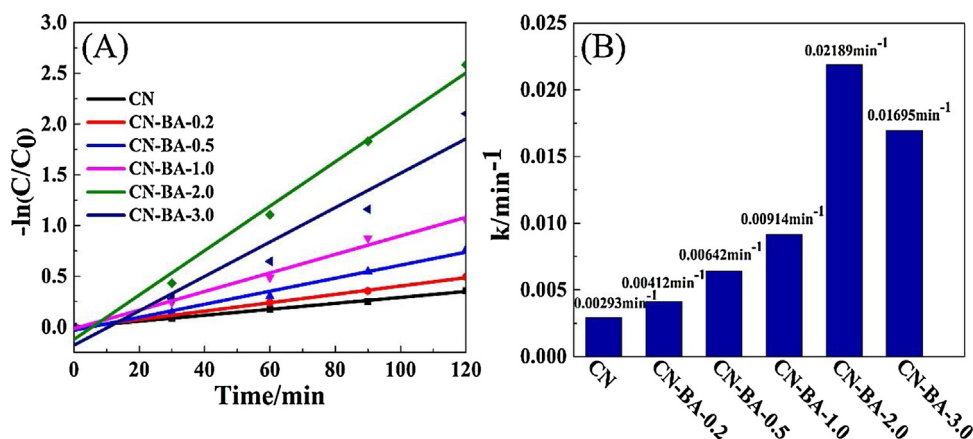 (A)
3.0
2.5
2.0
1.5
1.0
0.5
0.0
-ln(C/C0)
CN
CN-BA-0.2
CN-BA-0.5
CN-BA-1.0
CN-BA-2.0
CN-BA-3.0
0 20 40 60 80 100 120
Time/min
(B)
0.025
0.020
0.015
0.010
0.005
0.000
k/min-1
0.00293min-1
0.00412min-1
0.00642min-1
0.00914min-1
0.02189min-1
0.01695min-1
CN
CN-BA-0.2
CN-BA-0.5
CN-BA-1.0
CN-BA-2.0
CN-BA-3.0